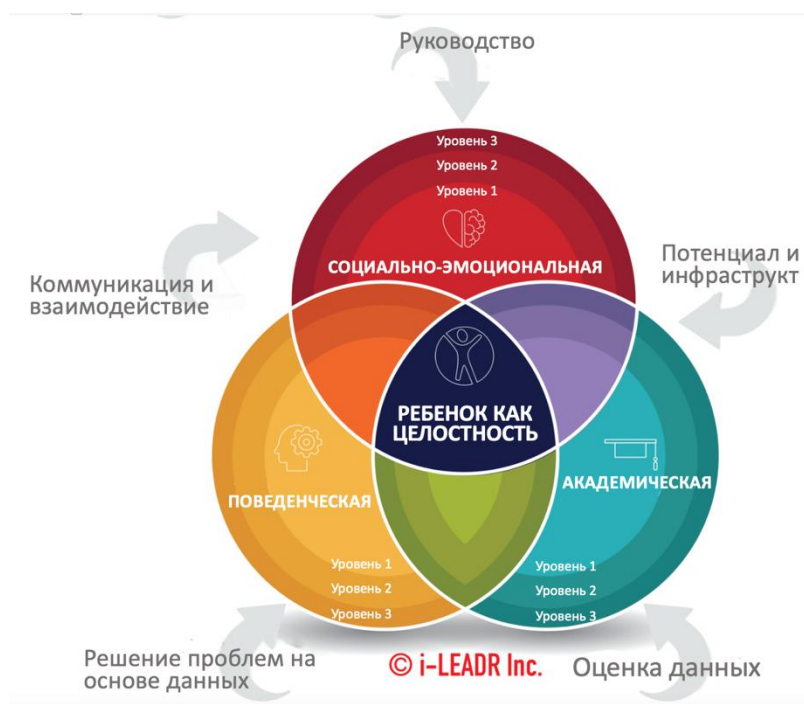 Руководство
Уровень 3
Уровень 2
Уровень 1
СОЦИАЛЬНО-ЭМОЦИОНАЛЬНАЯ
Коммуникация и
взаимодействие
Потенциал и
инфраструкт
РЕБЕНОК КАК
ЦЕЛОСТНОСТЬ
ПОВЕДЕНЧЕСКАЯ
АКАДЕМИЧЕСКАЯ
Уровень 1
Уровень 2
Уровень 3
Уровень 1
Уровень 2
Уровень 3
Решение проблем на
основе данных
© i-LEADR Inc.
Оценка данных